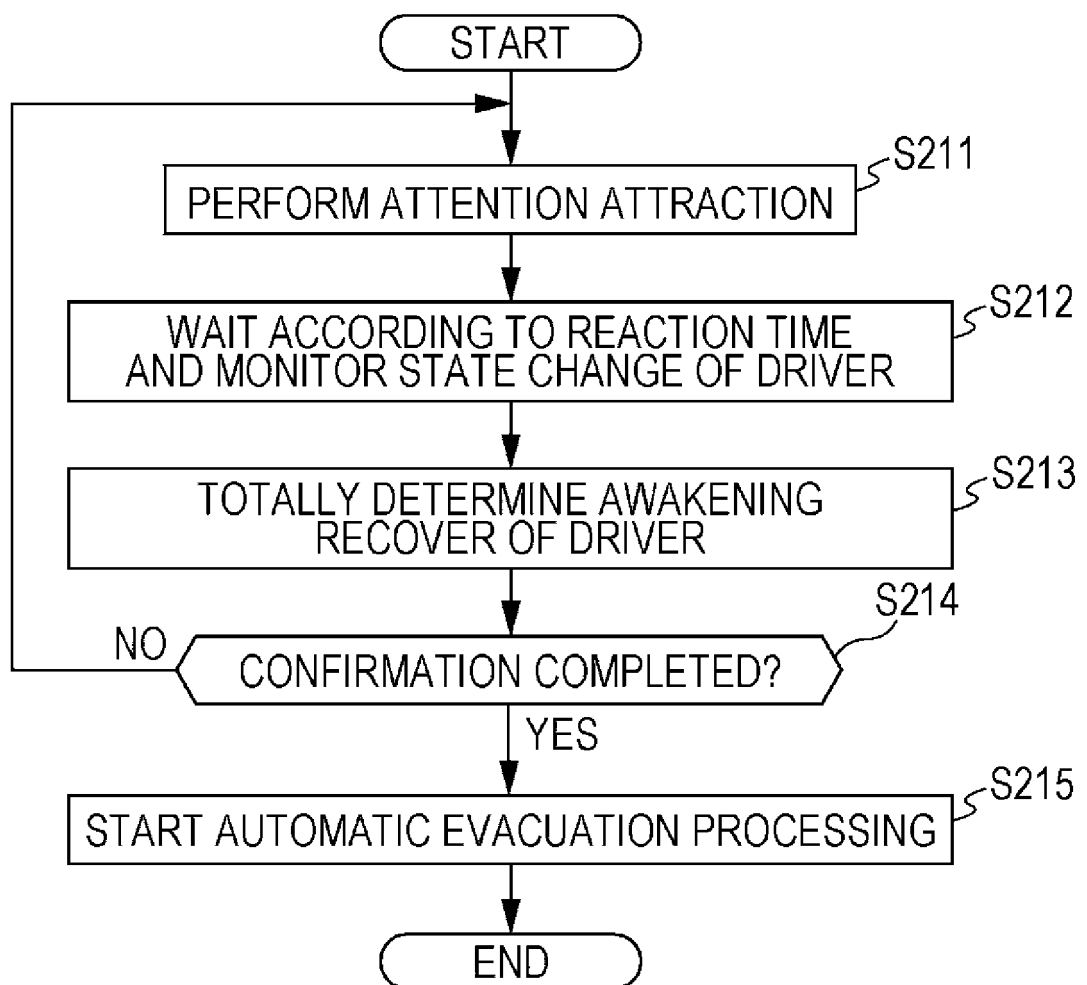 START
S211
PERFORM ATTENTION ATTRACTION
S212
WAIT ACCORDING TO REACTION TIME
AND MONITOR STATE CHANGE OF DRIVER
S213
TOTALLY DETERMINE AWAKENING
RECOVER OF DRIVER
S214
NO
CONFIRMATION COMPLETED?
YES
S215
START AUTOMATIC EVACUATION PROCESSING
END